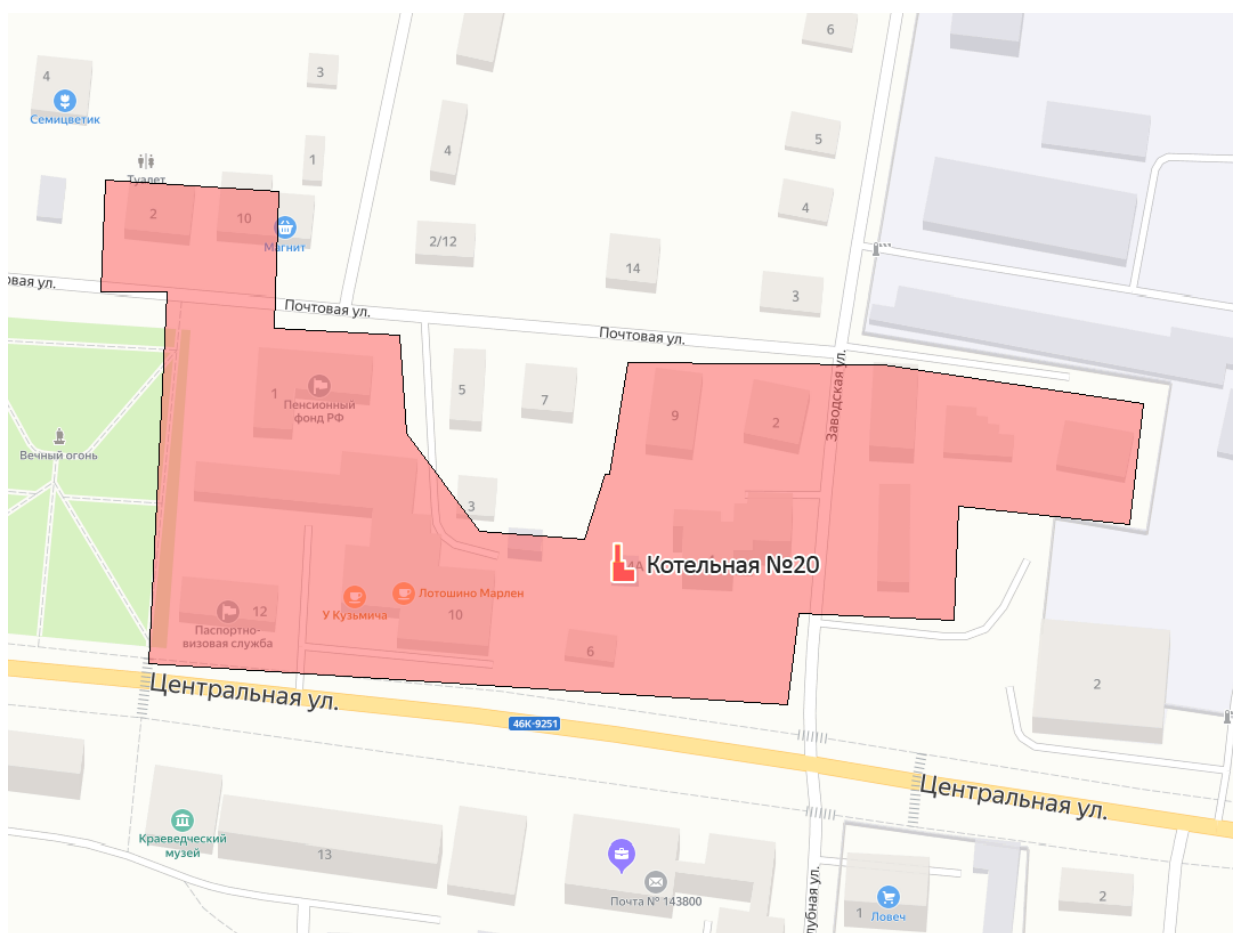 6
4
3
Семицветик
5
4
1
Туалет
2
10
4
Магнит
2/12
14
3
Почтовая ул.
Почтовая ул.
1
Пенсионный
фонд РФ
5
7
9
2
Заводская ул.
Вечный огонь
3
4А
Котельная №20
У Кузьмича
Лотошино Марлен
12
10
Паспортно-
визовая служба
6
2
Центральная ул.
46К-9251
Центральная ул.
Краеведческий
музей
13
Почта № 143800
1
Ловеч
2